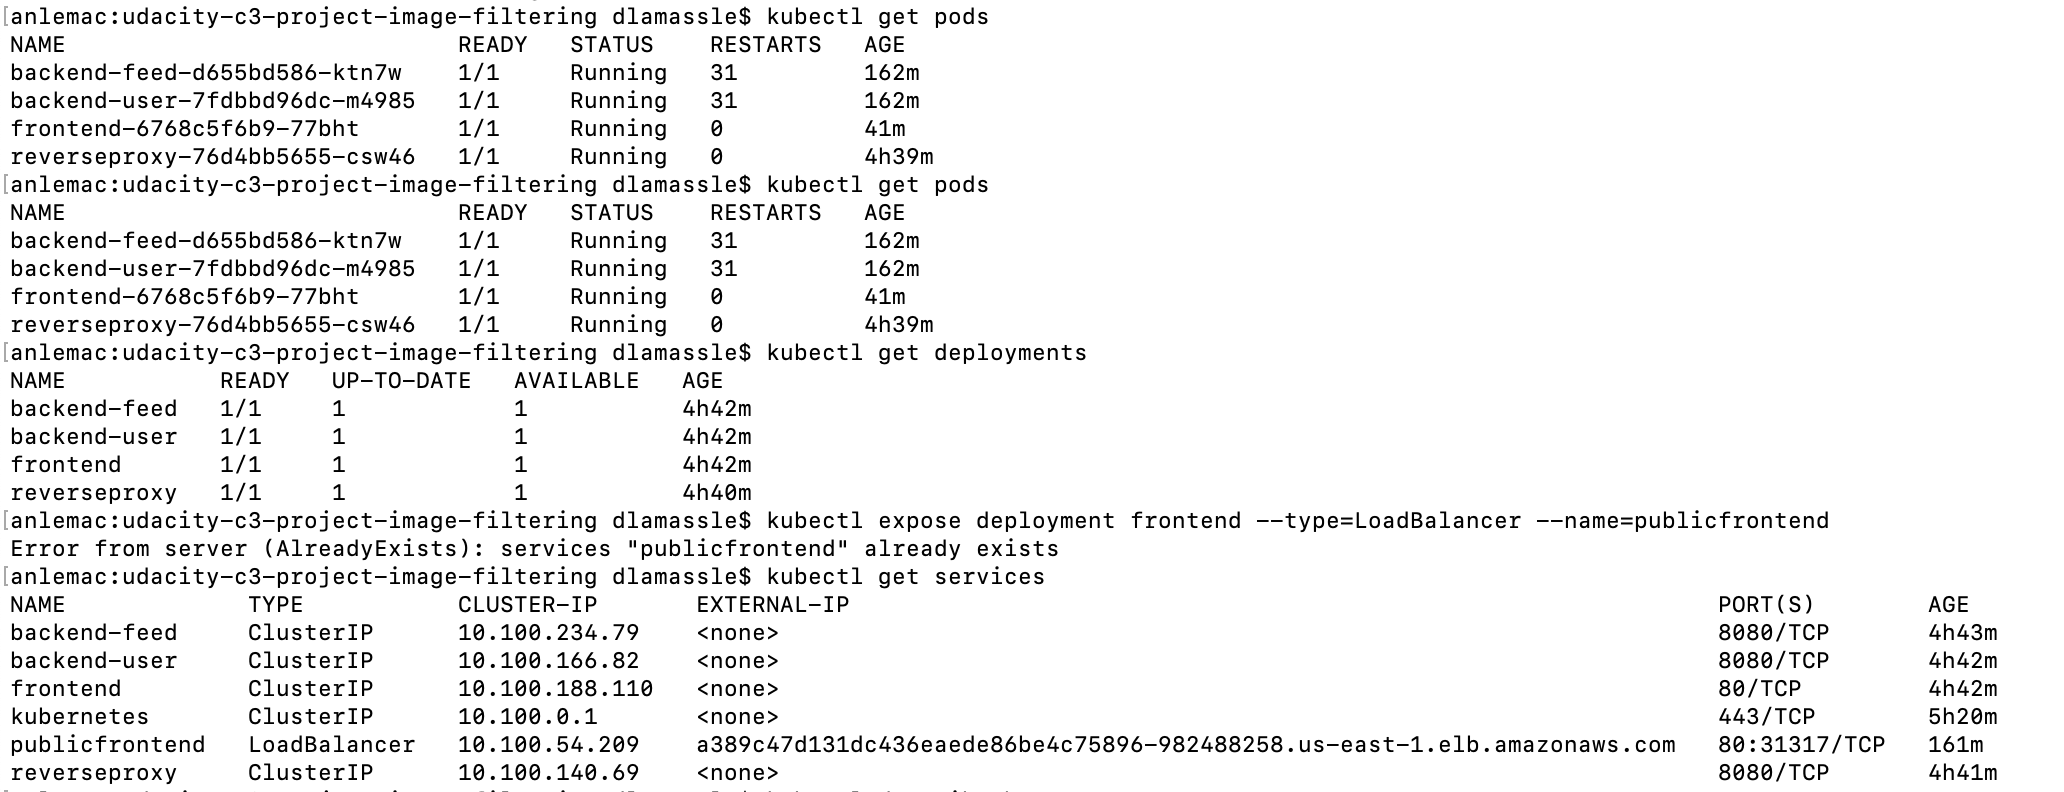 [anlemac:udacity-c3-project-image-filtering dlamassle$ kubectl get pods
NAME READY STATUS RESTARTS AGE
backend-feed-d655bd586-ktn7w 1/1 Running 31 162m
backend-user-7fdbbd96dc-m4985 1/1 Running 31 162m
frontend-6768c5f6b9-77bht 1/1 Running 0 41m
reverseproxy-76d4bb5655-csw46 1/1 Running 0 4h39m
[anlemac:udacity-c3-project-image-filtering dlamassle$ kubectl get pods
NAME READY STATUS RESTARTS AGE
backend-feed-d655bd586-ktn7w 1/1 Running 31 162m
backend-user-7fdbbd96dc-m4985 1/1 Running 31 162m
frontend-6768c5f6b9-77bht 1/1 Running 0 41m
reverseproxy-76d4bb5655-csw46 1/1 Running 0 4h39m
[anlemac:udacity-c3-project-image-filtering dlamassle$ kubectl get deployments
NAME READY UP-TO-DATE AVAILABLE AGE
backend-feed 1/1 1 1 4h42m
backend-user 1/1 1 1 4h42m
frontend 1/1 1 1 4h42m
reverseproxy 1/1 1 1 4h40m
[anlemac:udacity-c3-project-image-filtering dlamassle$ kubectl expose deployment frontend --type=LoadBalancer --name=publicfrontend
Error from server (AlreadyExists): services "publicfrontend" already exists
[anlemac:udacity-c3-project-image-filtering dlamassle$ kubectl get services
NAME TYPE CLUSTER-IP EXTERNAL-IP PORT(S) AGE
backend-feed ClusterIP 10.100.234.79 <none> 8080/TCP 4h43m
backend-user ClusterIP 10.100.166.82 <none> 8080/TCP 4h42m
frontend ClusterIP 10.100.188.110 <none> 80/TCP 4h42m
kubernetes ClusterIP 10.100.0.1 <none> 443/TCP 5h20m
publicfrontend LoadBalancer 10.100.54.209 a389c47d131dc436eaede86be4c75896-982488258.us-east-1.elb.amazonaws.com 80:31317/TCP 161m
reverseproxy ClusterIP 10.100.140.69 <none> 8080/TCP 4h41m